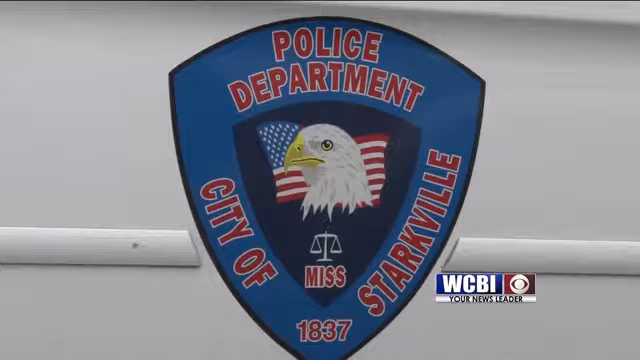 POLICE
DEPARTMENT
CITY OF
STARKVILLE
MISS
1837
WCBI
YOUR NEWS LEADER